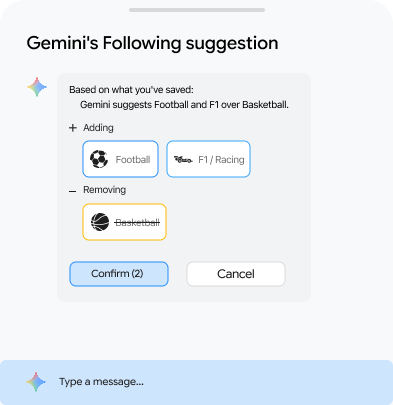 Gemini's Following suggestion
Based on what you've saved:
Gemini suggests Football and F1 over Basketball.
+ Adding
Football
F1 / Racing
– Removing
Basketball
Confirm (2)
Cancel
Type a message...